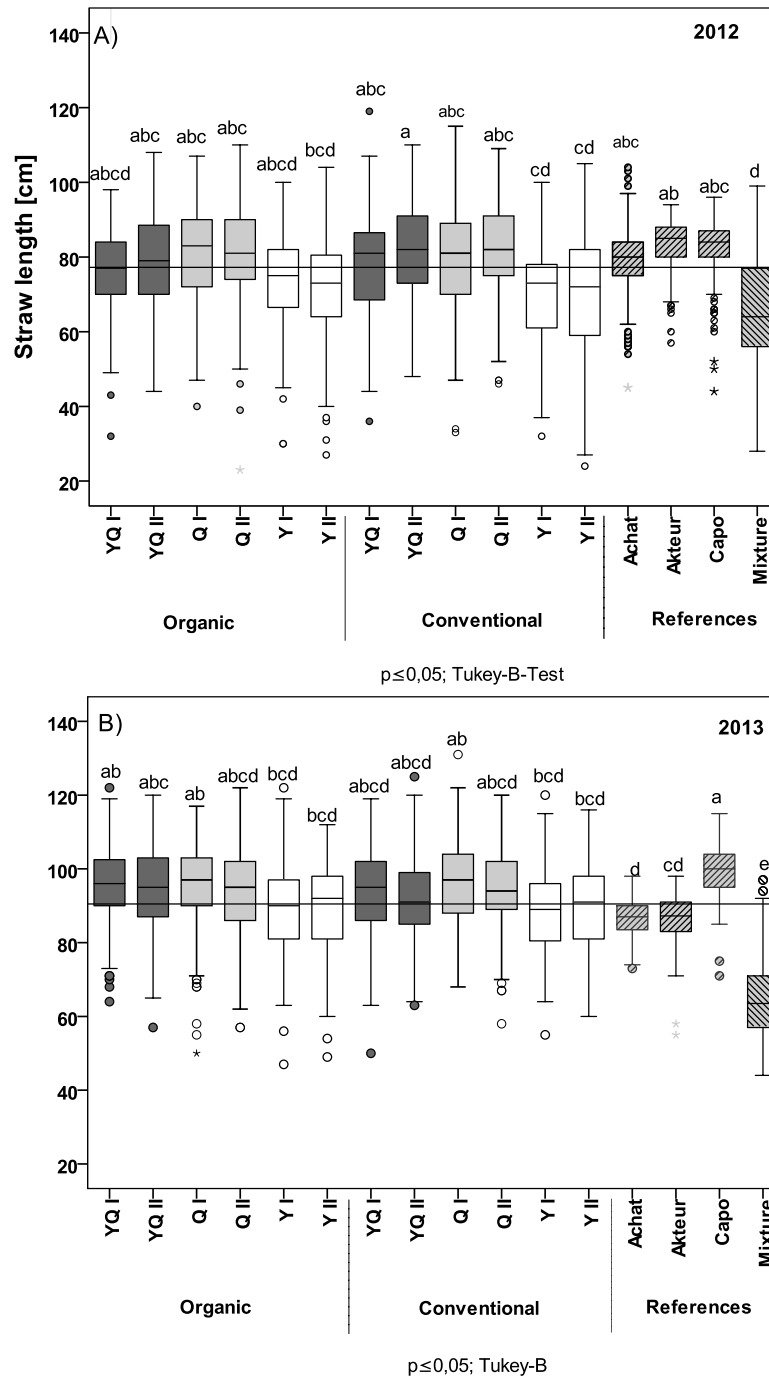 A)
2012
140
120
100
80
60
40
20
Straw length [cm]
abcd
abc
abc
abc
abcd
bcd
abc
a
abc
abc
cd
cd
abc
ab
abc
d
YQ I
YQ II
Q I
Q II
Y I
Y II
YQ I
YQ II
Q I
Q II
Y I
Y II
Achat
Akteur
Capo
Mixture
Organic
Conventional
References
p≤0,05; Tukey-B-Test
B)
2013
140
120
100
80
60
40
20
ab
abc
ab
abcd
bcd
bcd
abcd
abcd
ab
abcd
bcd
bcd
d
cd
a
e
YQ I
YQ II
Q I
Q II
Y I
Y II
YQ I
YQ II
Q I
Q II
Y I
Y II
Achat
Akteur
Capo
Mixture
Organic
Conventional
References
p≤0,05; Tukey-B